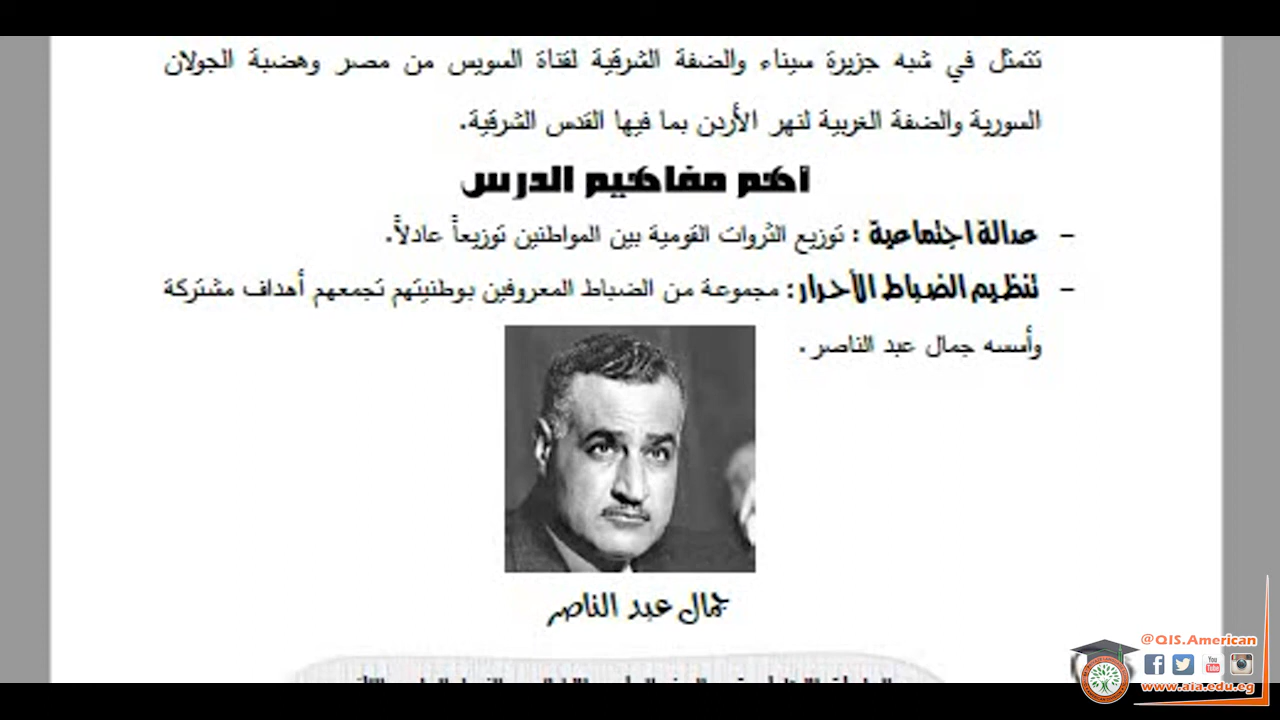 تتمثل في شبه جزيرة سيناء والضفة الشرقية لقناة السويس من مصر وهضبة الجولان
السورية والضفة الغربية لنهر الأردن بما فيها القدس الشرقية.
أهم مفاهيم الدرس
- عدالة اجتماعية : توزيع الثروات القومية بين المواطنين توزيعاً عادلاً.
- تنظيم الضباط الأحرار: مجموعة من الضباط المعروفين بوطنيتهم تجمعهم أهداف مشتركة
وأسسه جمال عبد الناصر .
جمال عبد الناصر
@QIS.American
You Tube
www.aia.edu.eg